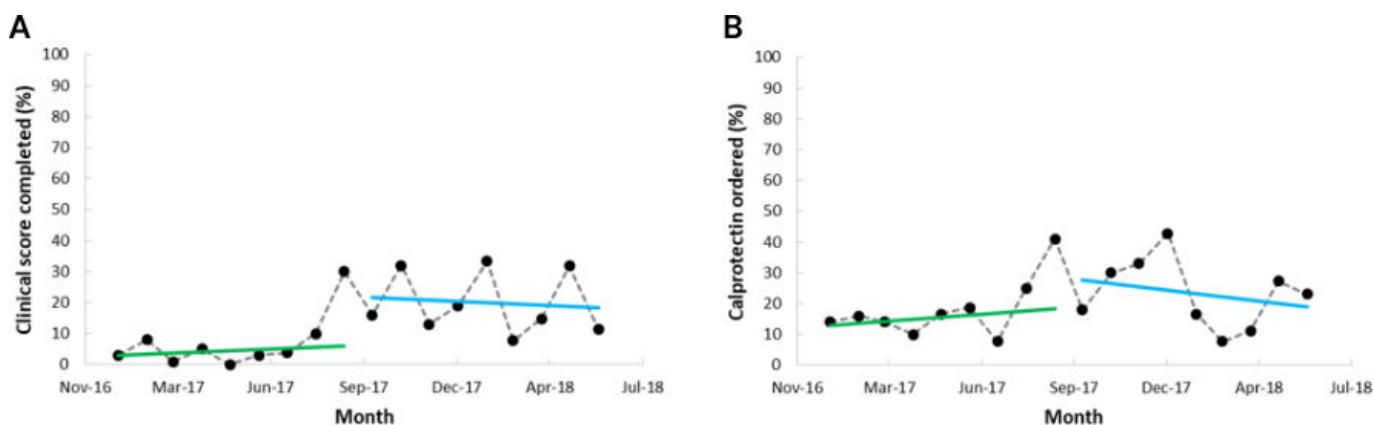 A
Clinical score completed (%)
100
90
80
70
60
50
40
30
20
10
0
Nov-16 Mar-17 Jun-17 Sep-17 Dec-17 Apr-18 Jul-18
Month
B
Calprotectin ordered (%)
100
90
80
70
60
50
40
30
20
10
0
Nov-16 Mar-17 Jun-17 Sep-17 Dec-17 Apr-18 Jul-18
Month